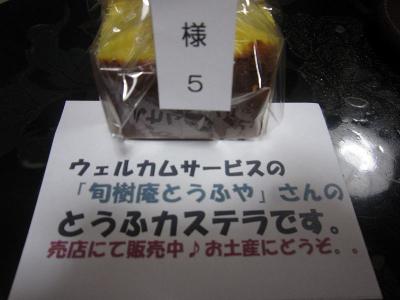 様
5
ウェルカムサービスの
「旬樹庵とうふや」さんの
とうふカステラです。
売店にて販売中♪お土産にどうぞ。。